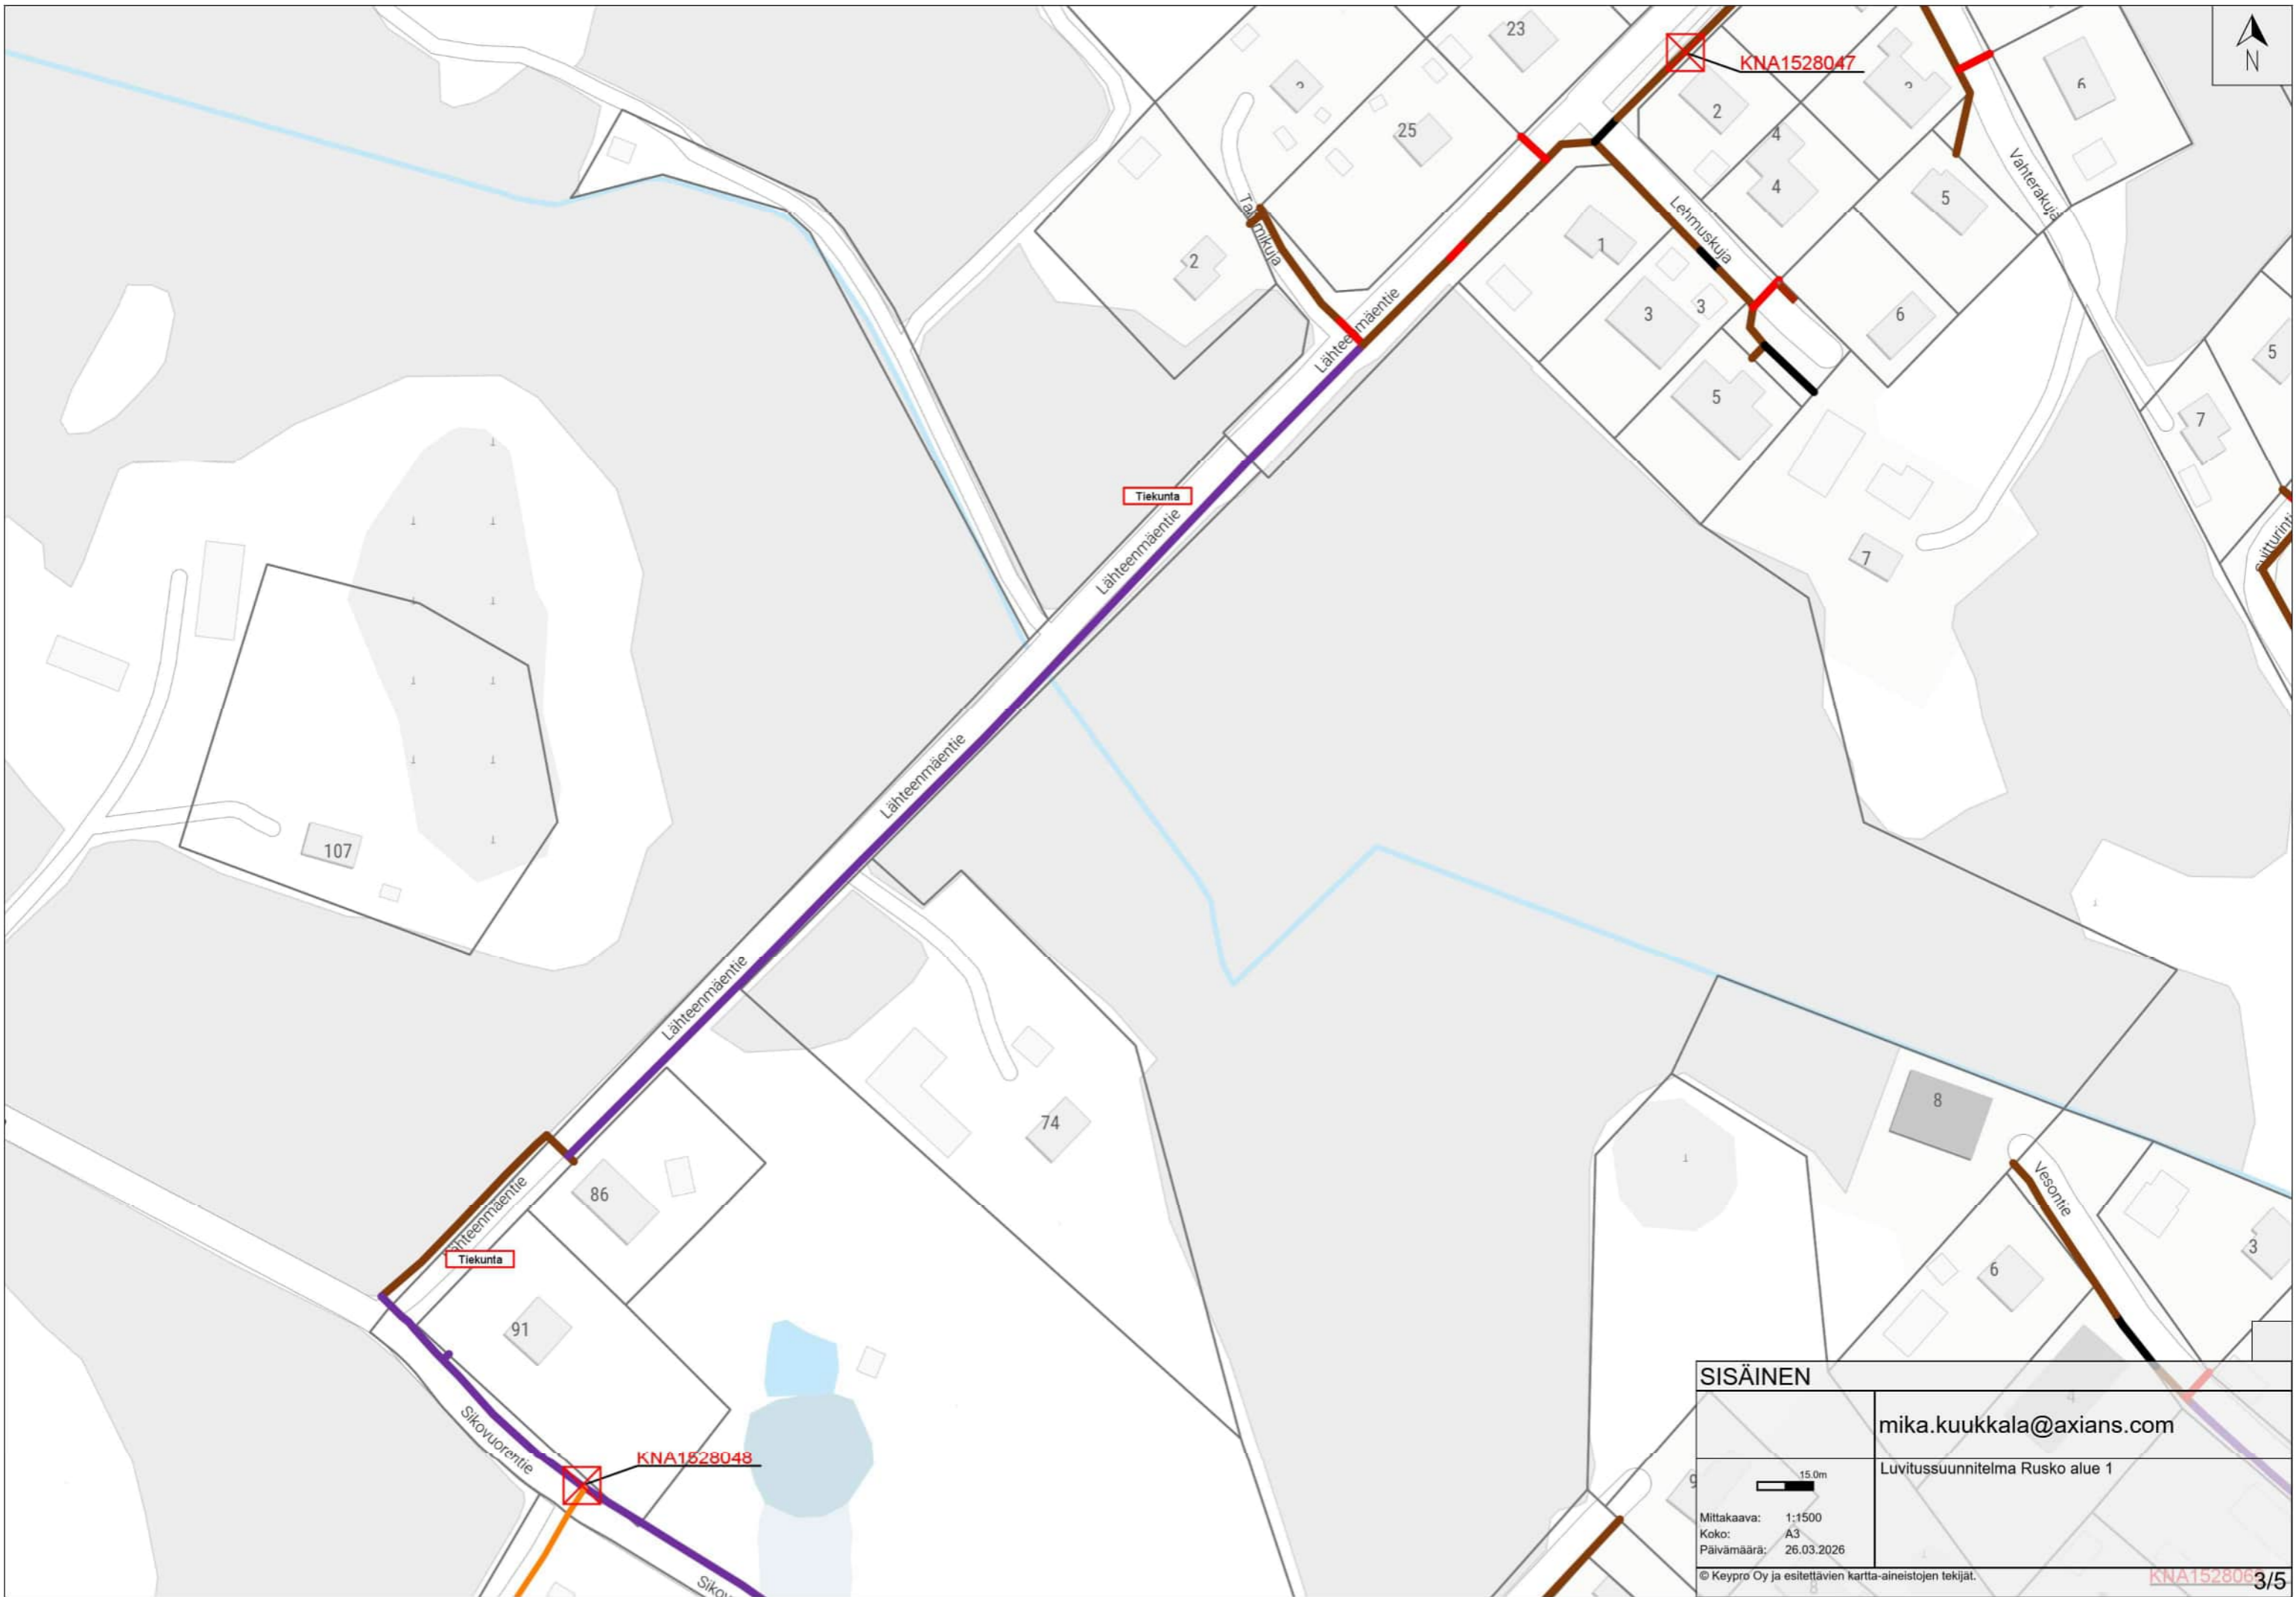 23
KNA1528047
N
2
6
25
4
4
5
Vahterakuja
Lehmuskuja
1
2
3
3
6
5
5
Lähteenmäentie
7
Tiekunta
Lähteenmäentie
7
Lähteenmäentie
107
Lähteenmäentie
74
8
86
Vesontie
3
6
Tiekunta
91
Sikovuorentie
KNA1528048
SISÄINEN
mika.kuukkala@axians.com
Luvitussuunnitelma Rusko alue 1
15.0m
Mittakaava: 1:1500
Koko: A3
Päivämäärä: 26.03.2026
© Keypro Oy ja esitettävien kartta-aineistojen tekijät.
3/5